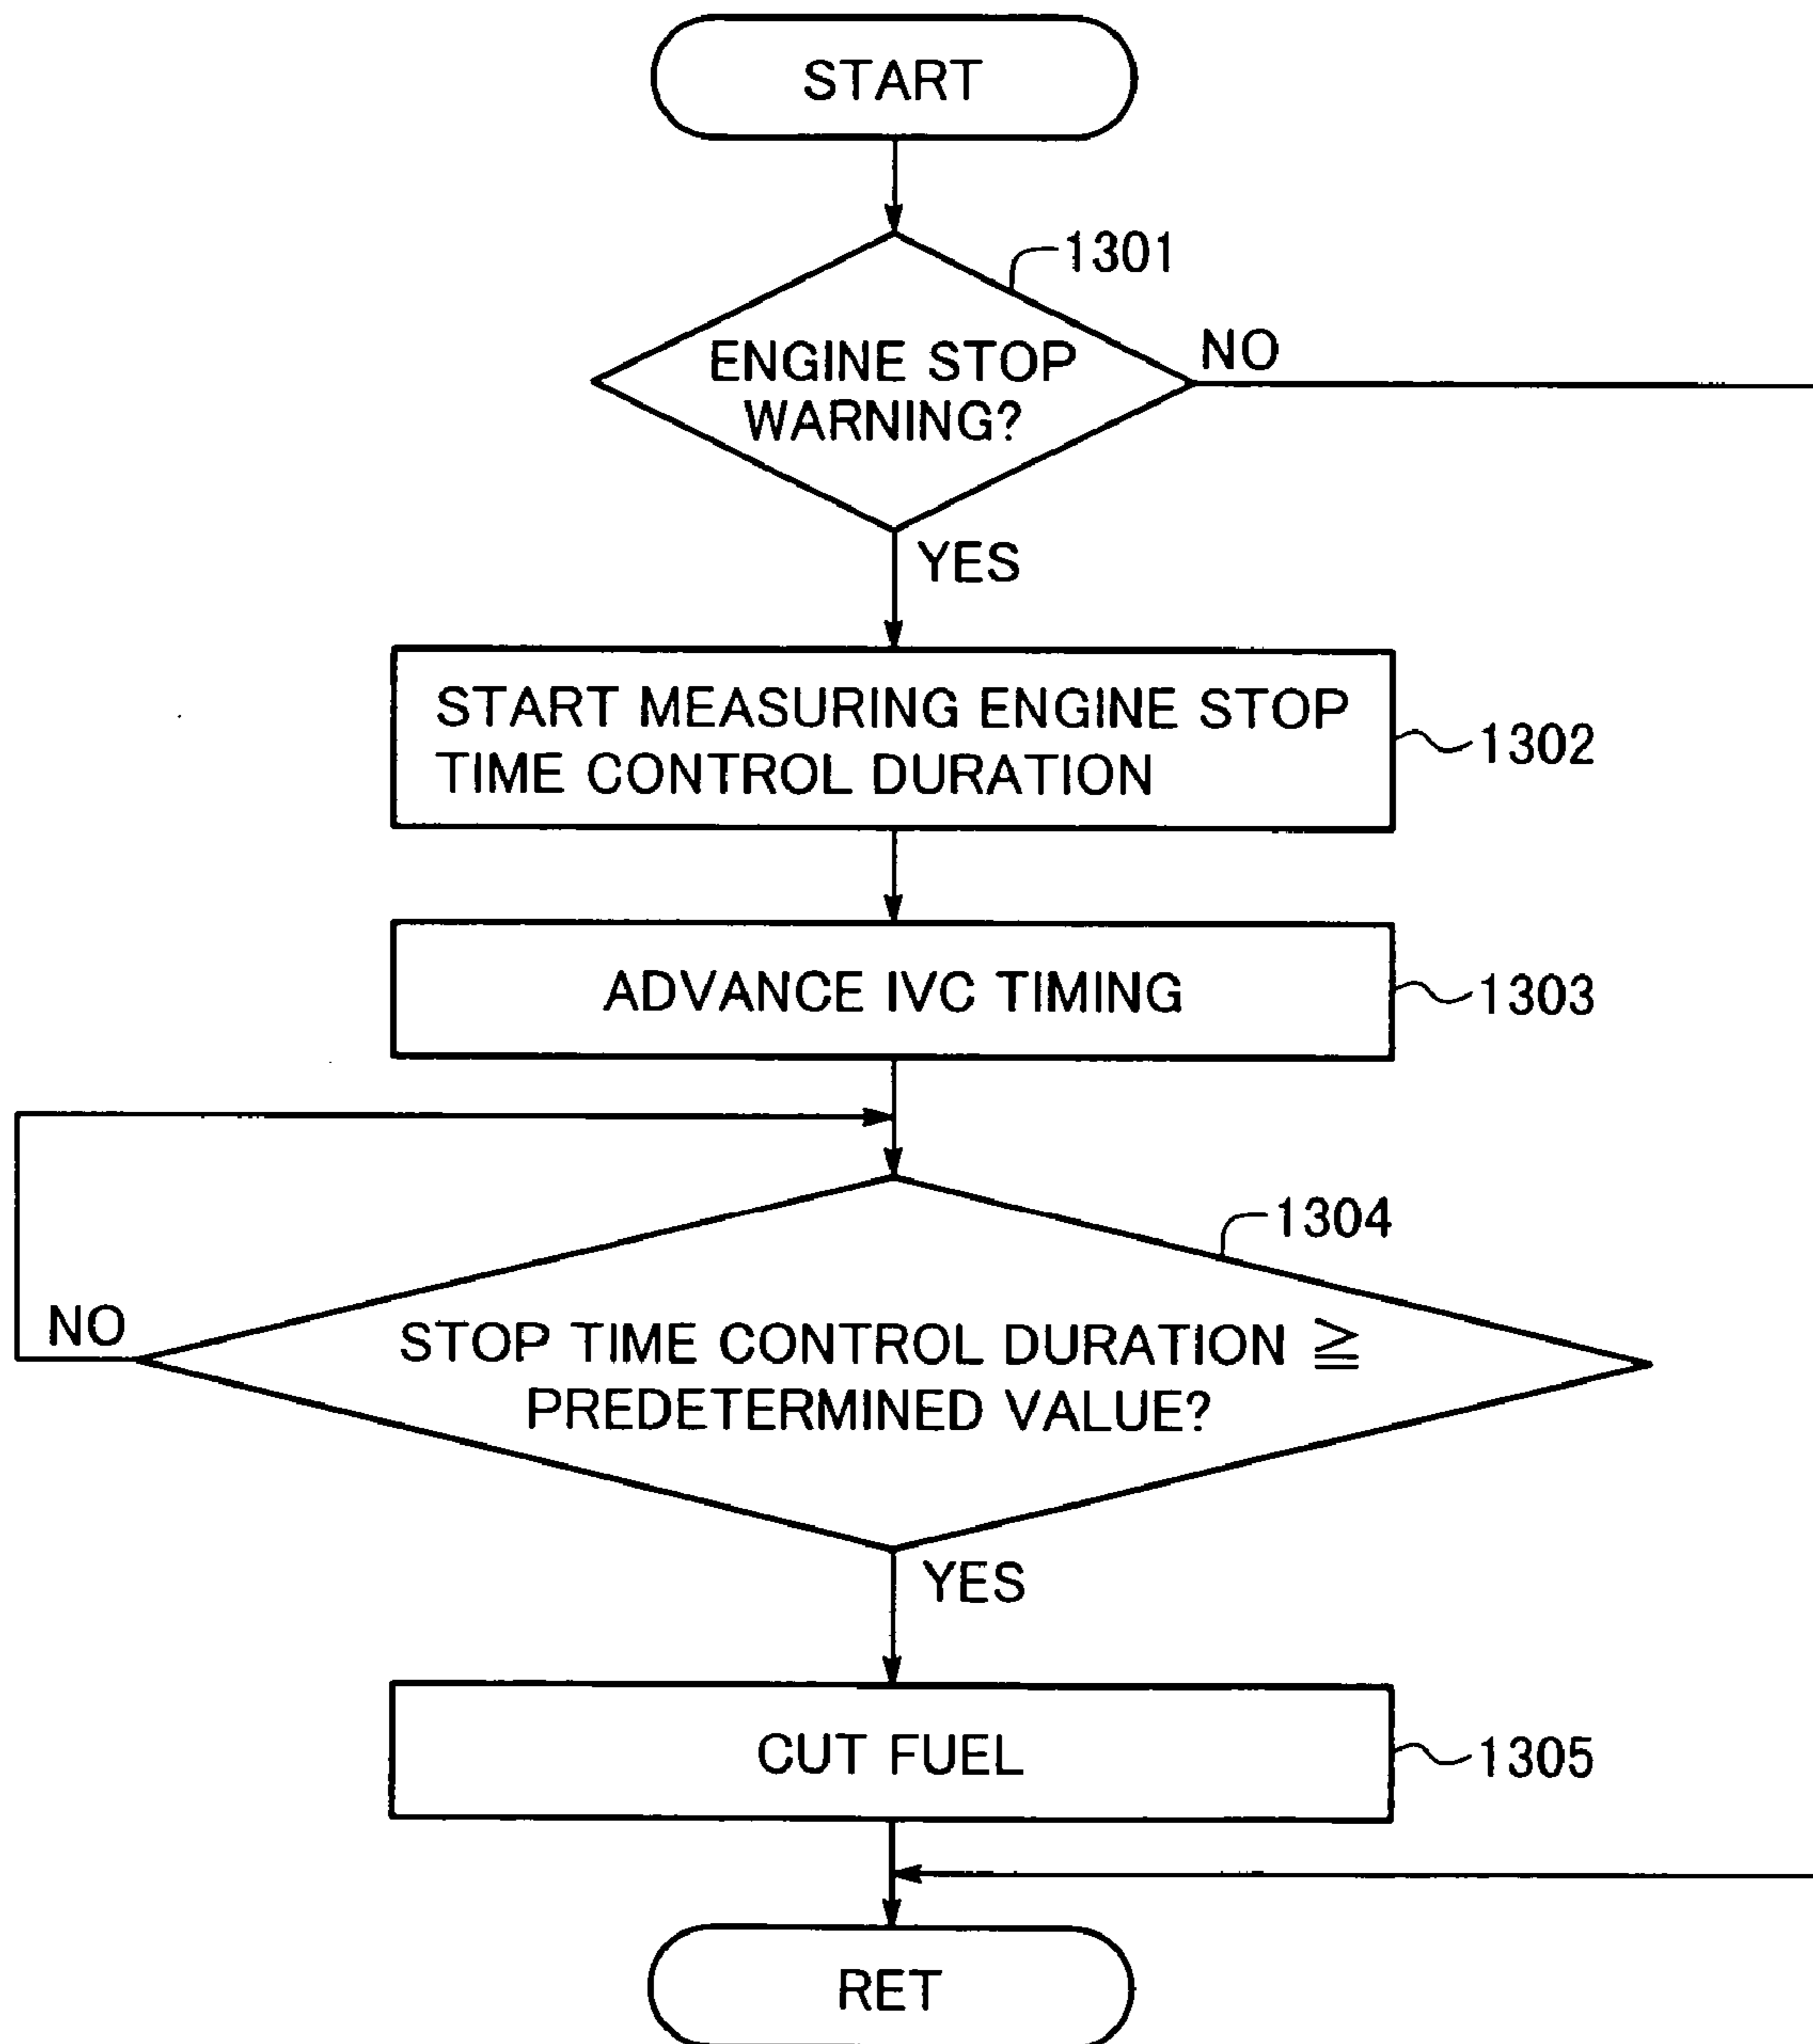 START
1301
ENGINE STOP
WARNING?
NO
YES
START MEASURING ENGINE STOP
TIME CONTROL DURATION
1302
ADVANCE IVC TIMING
1303
1304
NO
STOP TIME CONTROL DURATION ≧
PREDETERMINED VALUE?
YES
CUT FUEL
1305
RET